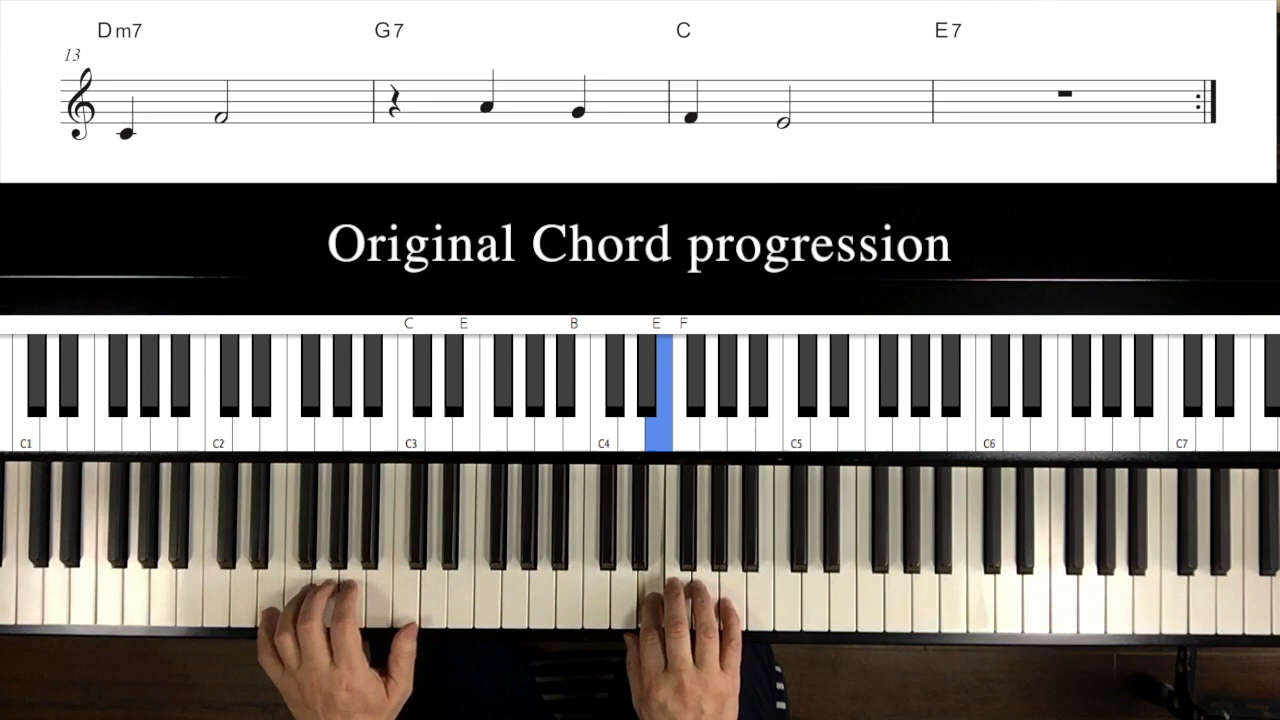 Dm7 G7 C E7
13
Original Chord progression
C E B E F
C1 C2 C3 C4 C5 C6 C7